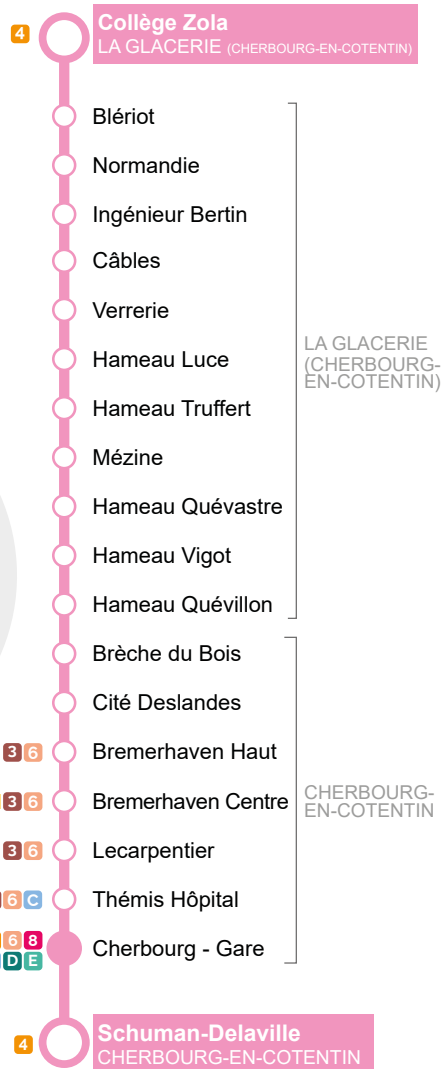 4
Collège Zola
LA GLACERIE (CHERBOURG-EN-COTENTIN)
Blériot
Normandie
Ingénieur Bertin
Câbles
Verrerie
Hameau Luce
Hameau Truffert
Mézine
Hameau Quévastre
Hameau Vigot
Hameau Quévillon
LA GLACERIE
(CHERBOURG-
EN-COTENTIN)
Brèche du Bois
Cité Deslandes
3 6 Bremerhaven Haut
3 6 Bremerhaven Centre
3 6 Lecarpentier
6 C Thémis Hôpital
6 8
D E
Cherbourg - Gare
CHERBOURG-
EN-COTENTIN
4
Schuman-Delaville
CHERBOURG-EN-COTENTIN